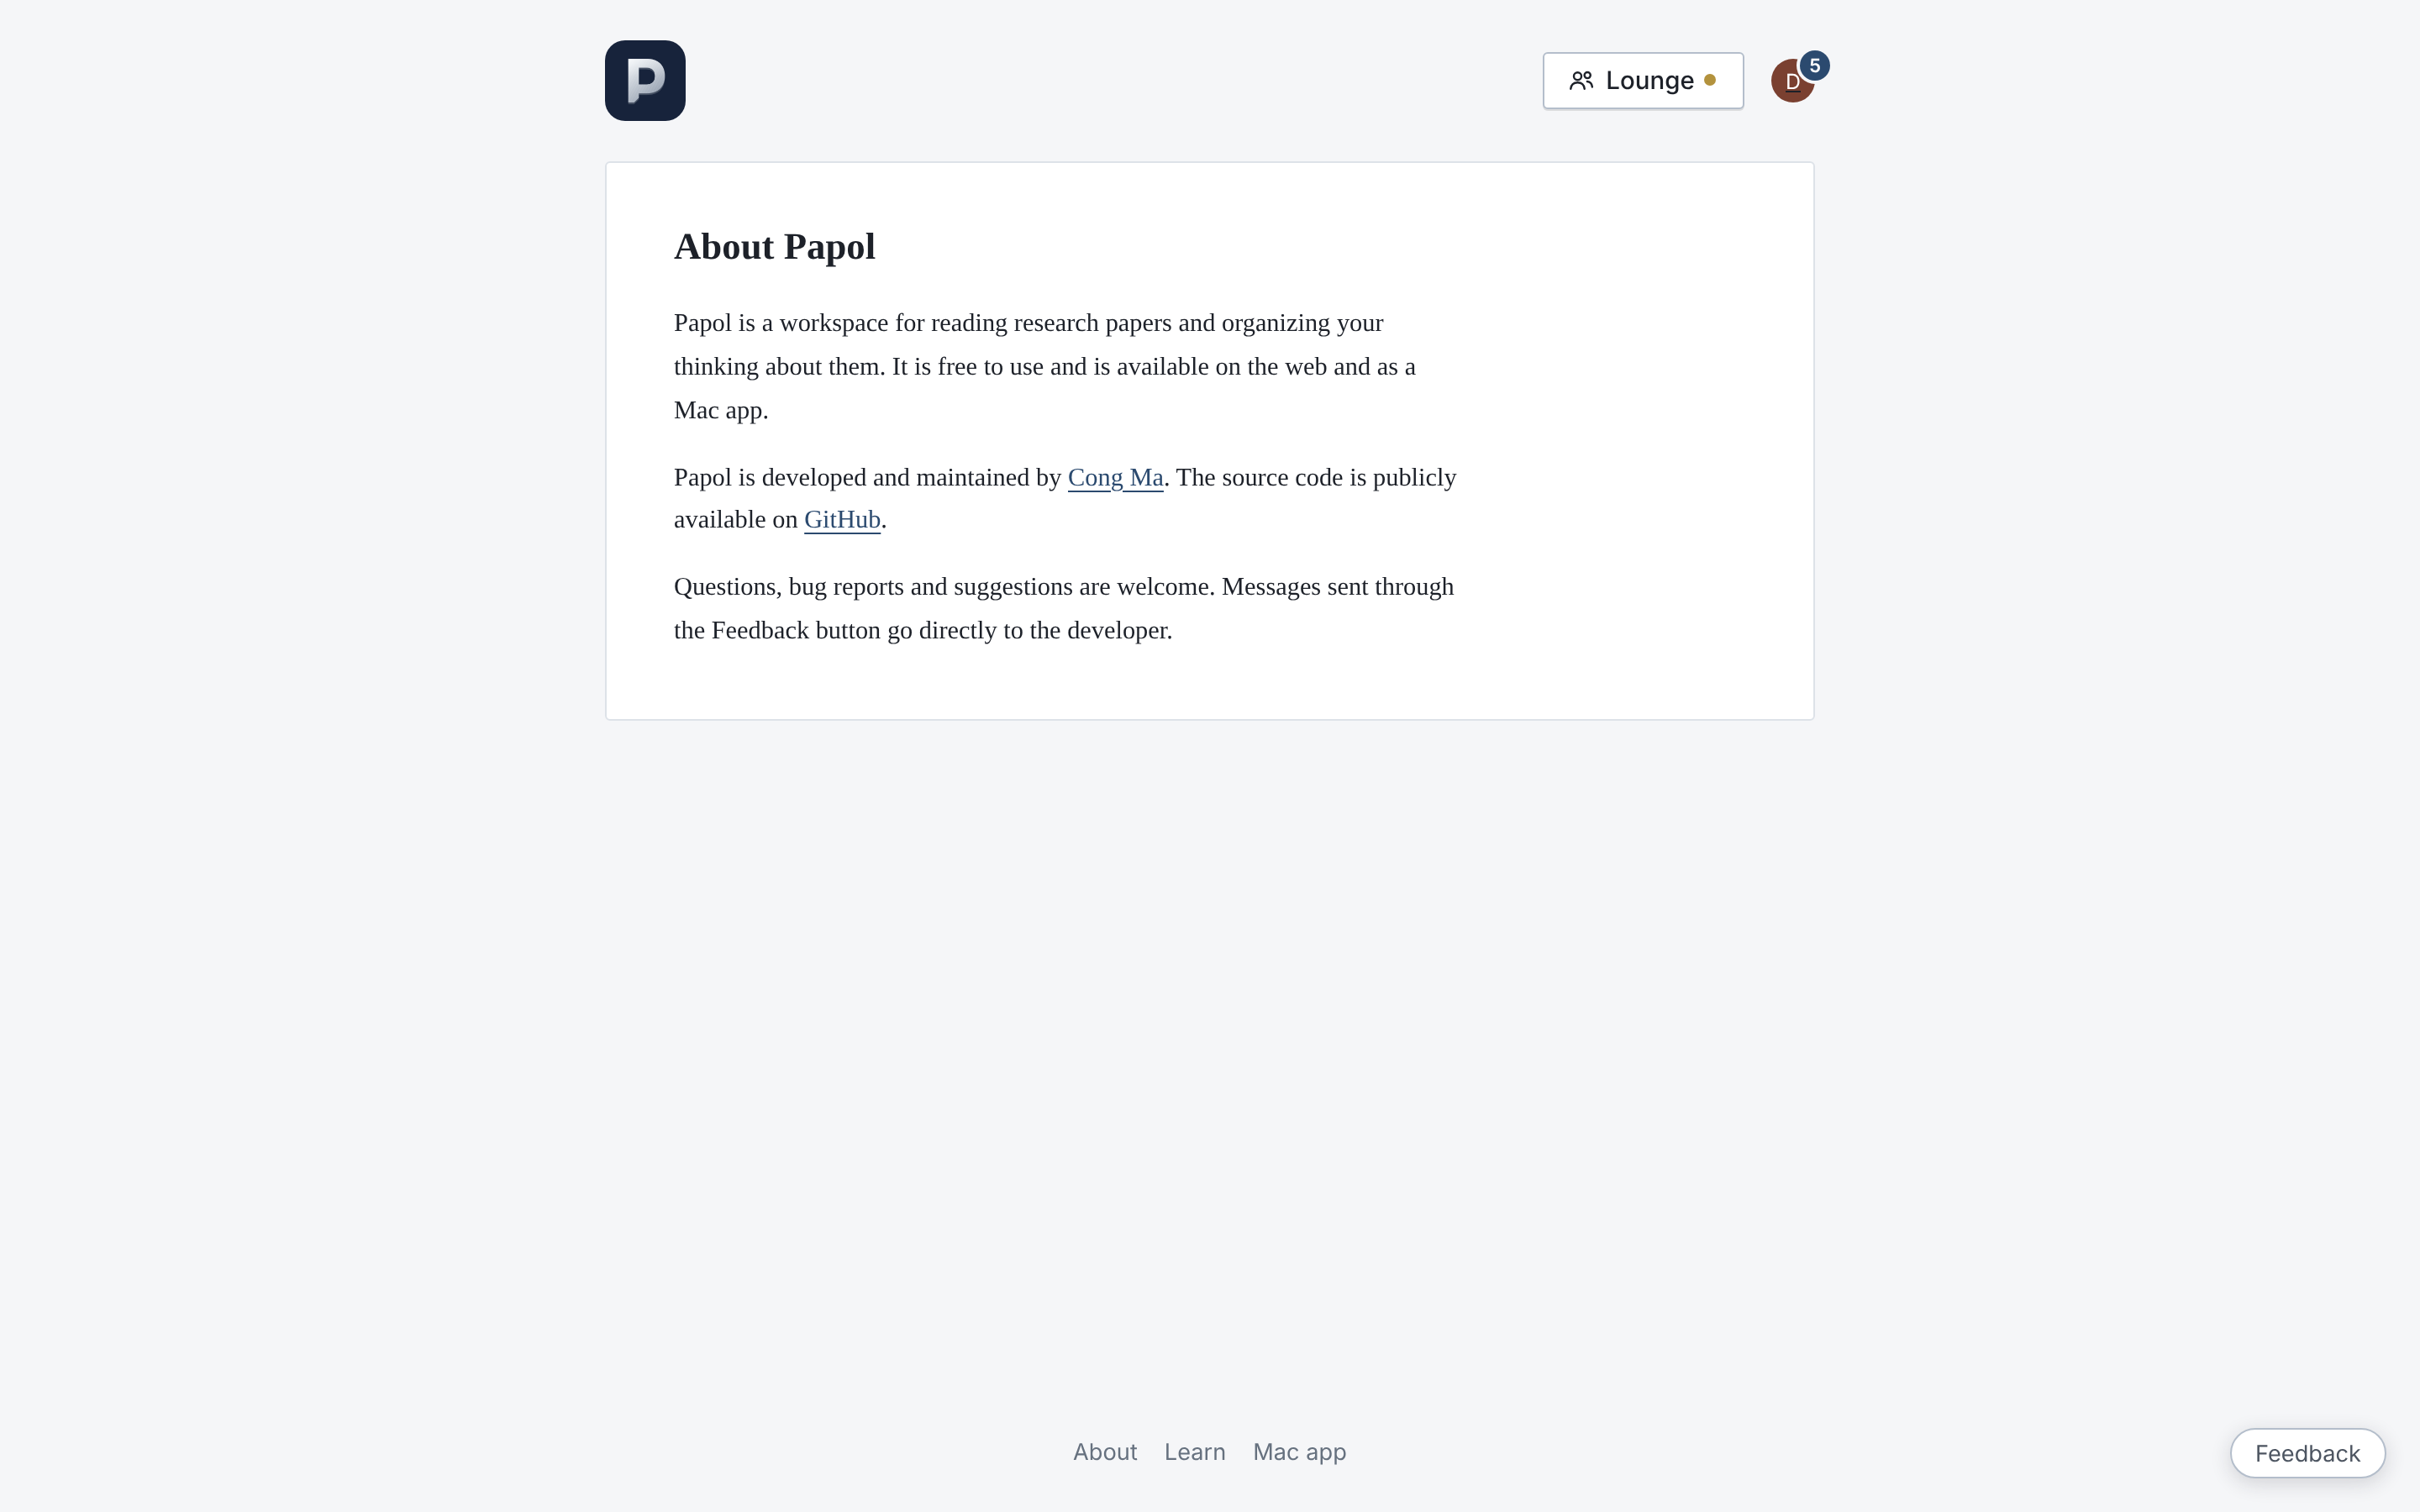 P
Lounge
D
5
About Papol
Papol is a workspace for reading research papers and organizing your
thinking about them. It is free to use and is available on the web and as a
Mac app.
Papol is developed and maintained by Cong Ma. The source code is publicly
available on GitHub.
Questions, bug reports and suggestions are welcome. Messages sent through
the Feedback button go directly to the developer.
About
Learn
Mac app
Feedback